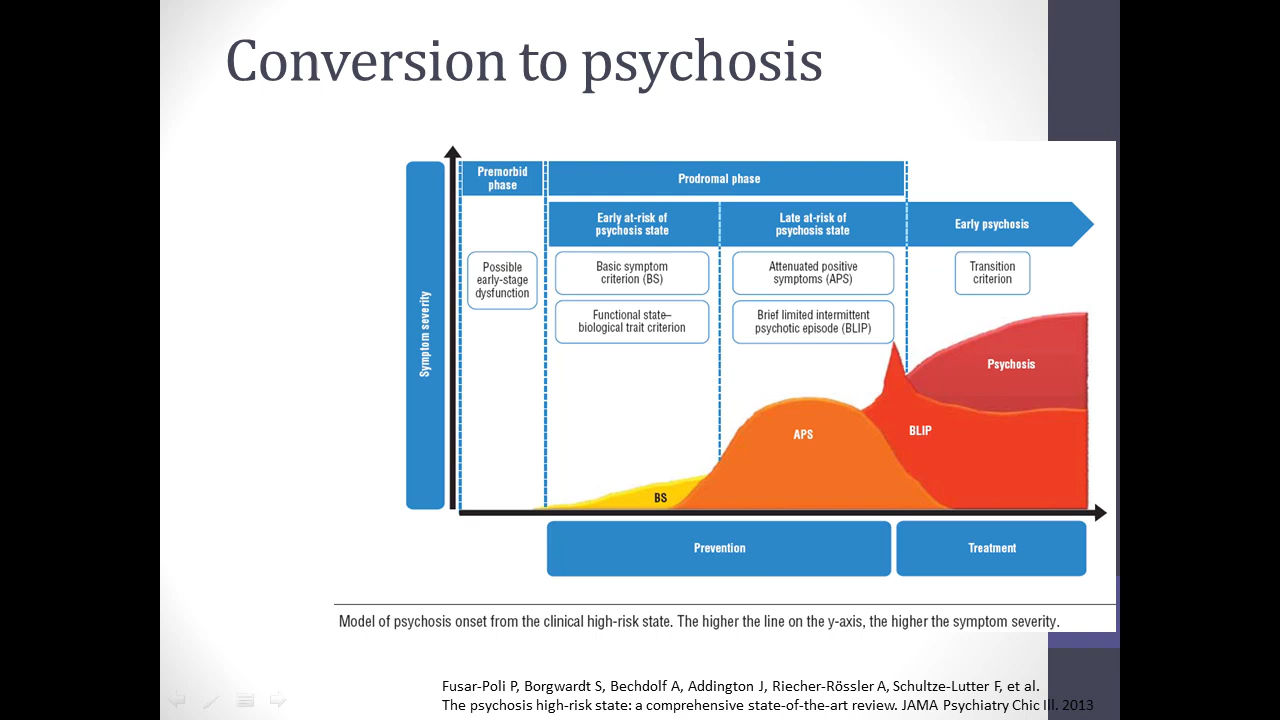 Conversion to psychosis
Premorbid
phase
Prodromal phase
Early at-risk of
psychosis state
Late at-risk of
psychosis state
Early psychosis
Possible
early-stage
dysfunction
Basic symptom
criterion (BS)
Attenuated positive
symptoms (APS)
Transition
criterion
Functional state–
biological trait criterion
Brief limited intermittent
psychotic episode (BLIP)
Symptom severity
Psychosis
APS
BLIP
BS
Prevention
Treatment
Model of psychosis onset from the clinical high-risk state. The higher the line on the y-axis, the higher the symptom severity.
Fusar-Poli P, Borgwardt S, Bechdolf A, Addington J, Riecher-Rössler A, Schultze-Lutter F, et al.
The psychosis high-risk state: a comprehensive state-of-the-art review. JAMA Psychiatry Chic Ill. 2013